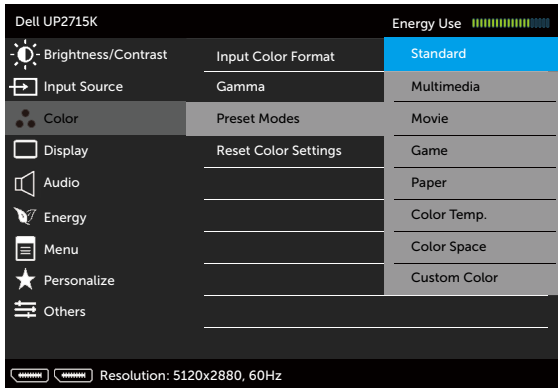 Dell UP2715K Energy Use
Brightness/Contrast Input Color Format Standard
Input Source Gamma Multimedia
Color Preset Modes Movie
Display Reset Color Settings Game
Audio Paper
Energy Color Temp.
Menu Color Space
Personalize Custom Color
Others
Resolution: 5120x2880, 60Hz